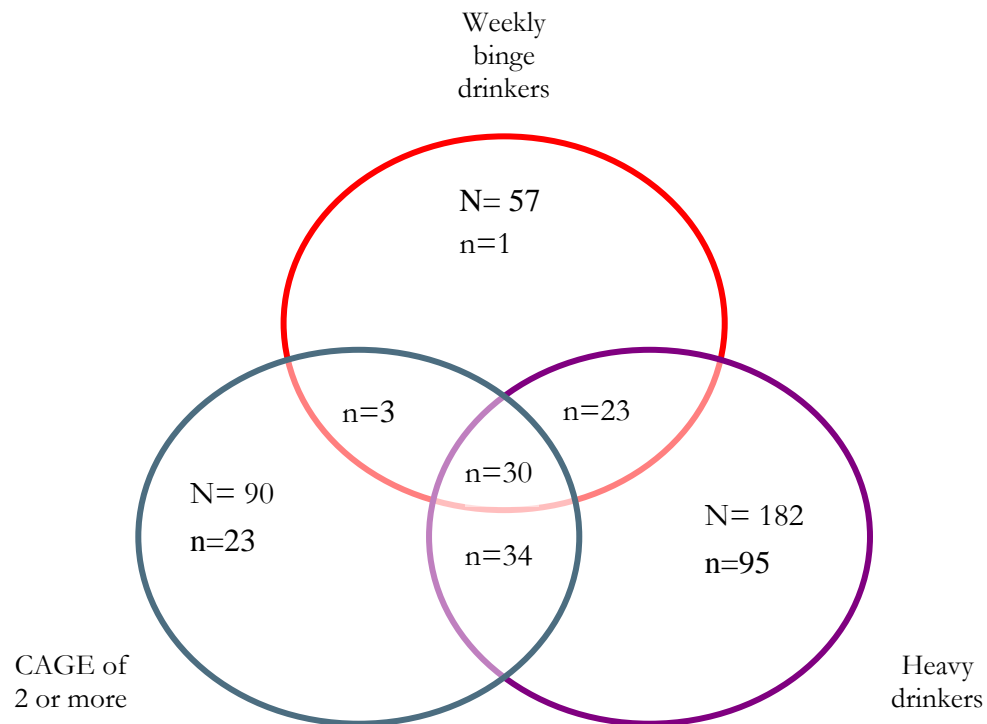 Weekly
binge
drinkers
N= 57
n=1
n=3
n=23
n=30
N= 90
n=23
N= 182
n=95
n=34
CAGE of
2 or more
Heavy
drinkers